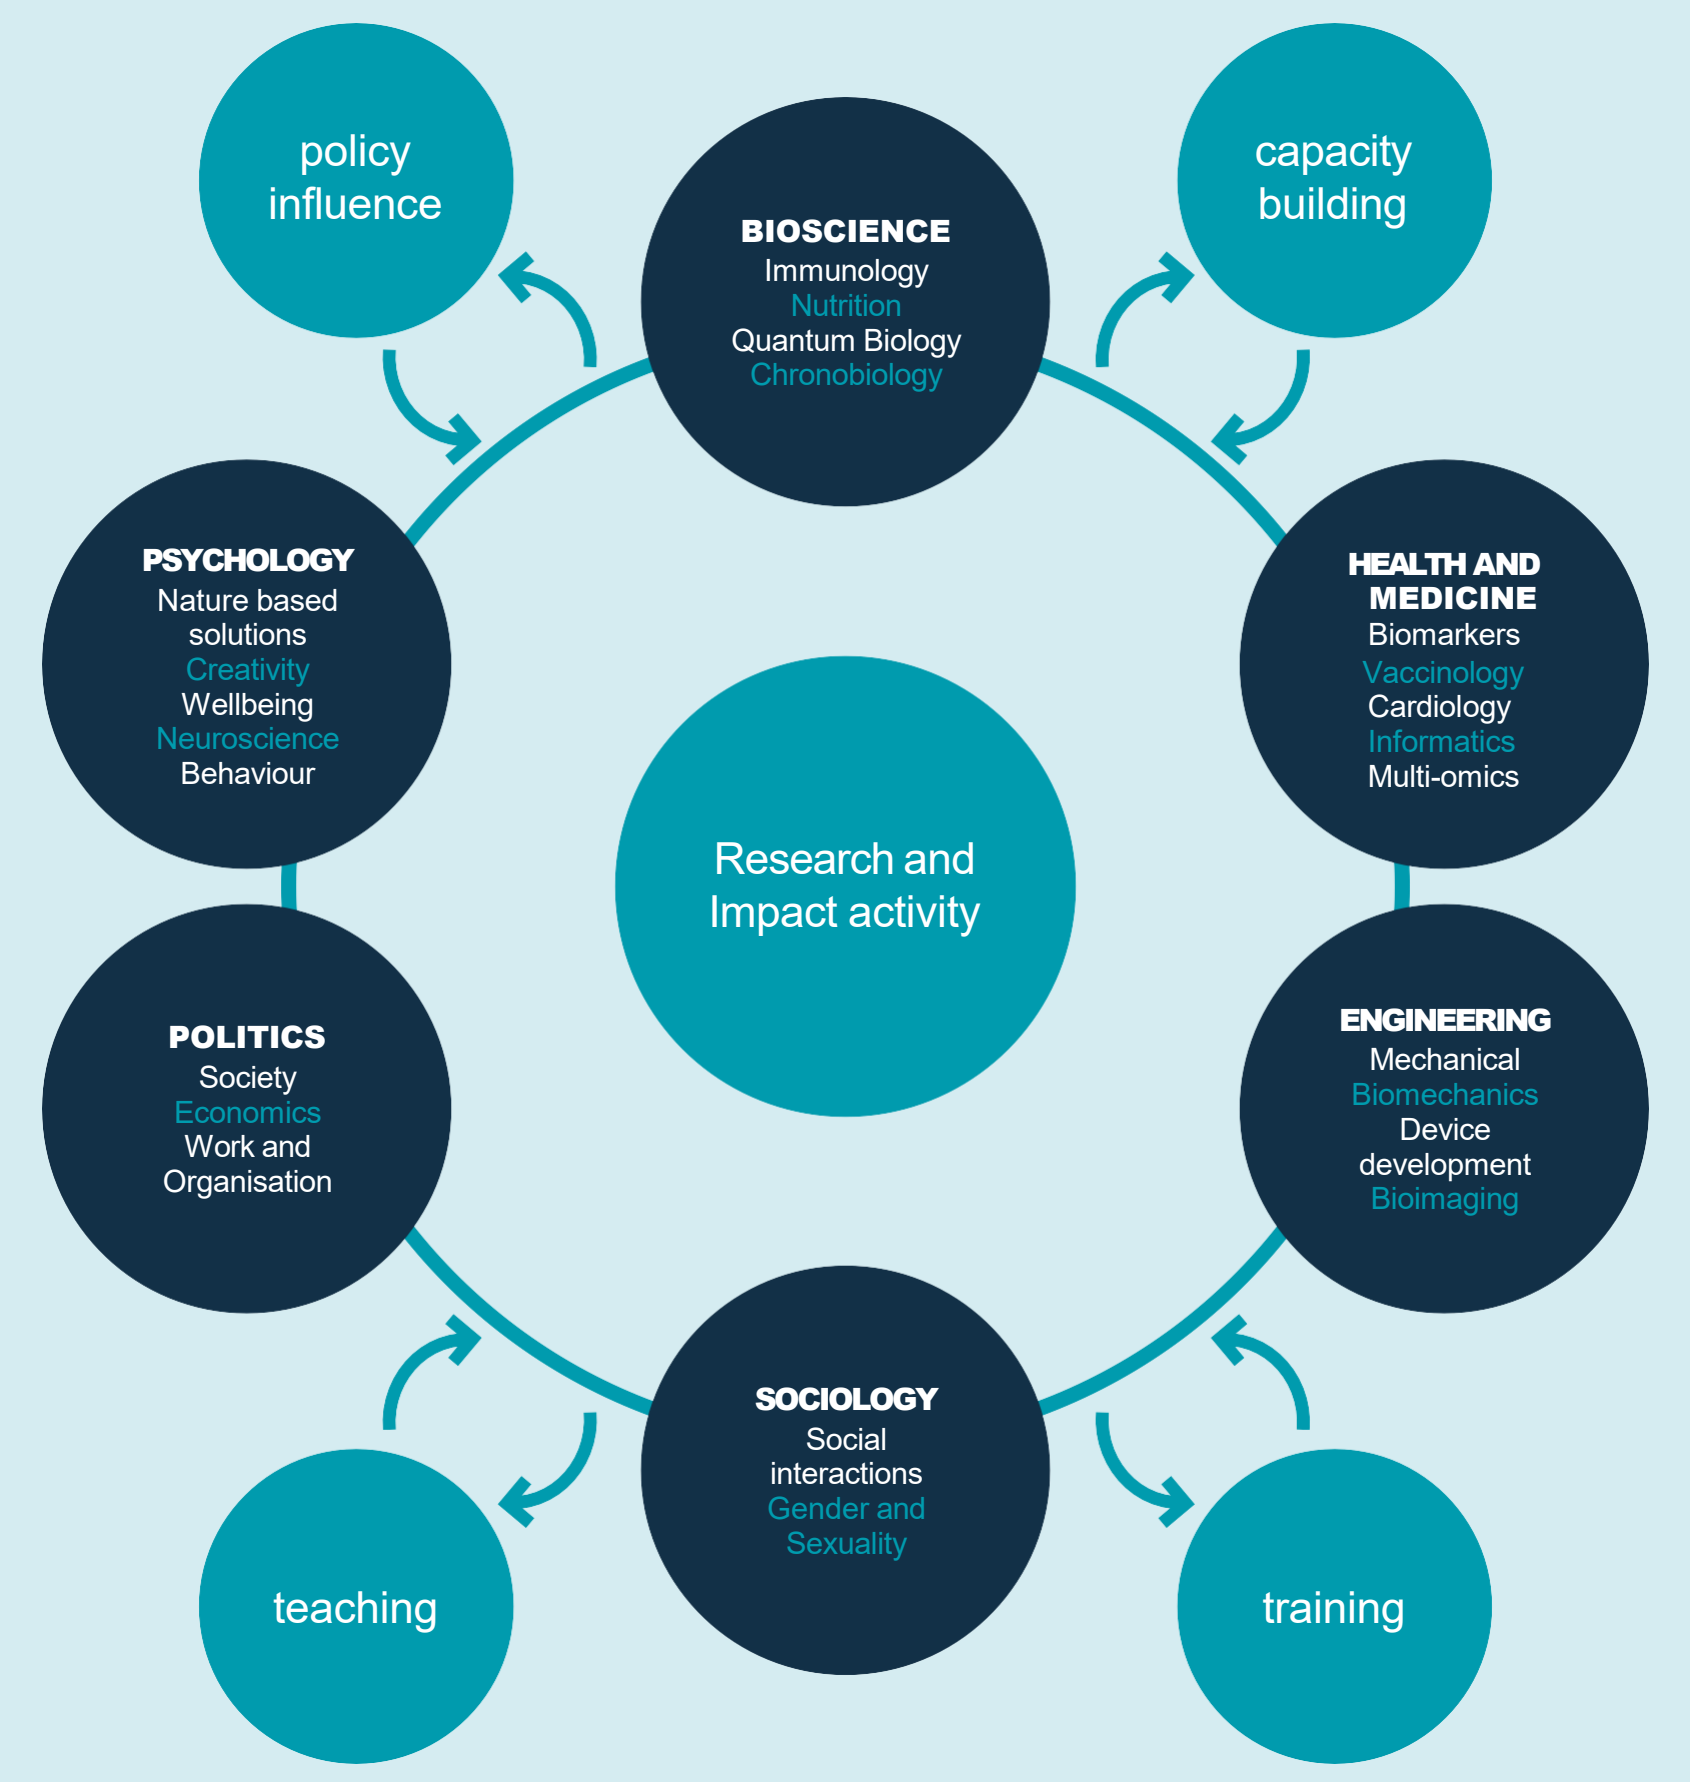 policy
influence
capacity
building
BIOSCIENCE
Immunology
Nutrition
Quantum Biology
Chronobiology
PSYCHOLOGY
Nature based
solutions
Creativity
Wellbeing
Neuroscience
Behaviour
HEALTH AND
MEDICINE
Biomarkers
Vaccinology
Cardiology
Informatics
Multi-omics
Research and
Impact activity
POLITICS
Society
Economics
Work and
Organisation
ENGINEERING
Mechanical
Biomechanics
Device
development
Bioimaging
SOCIOLOGY
Social
interactions
Gender and
Sexuality
teaching
training